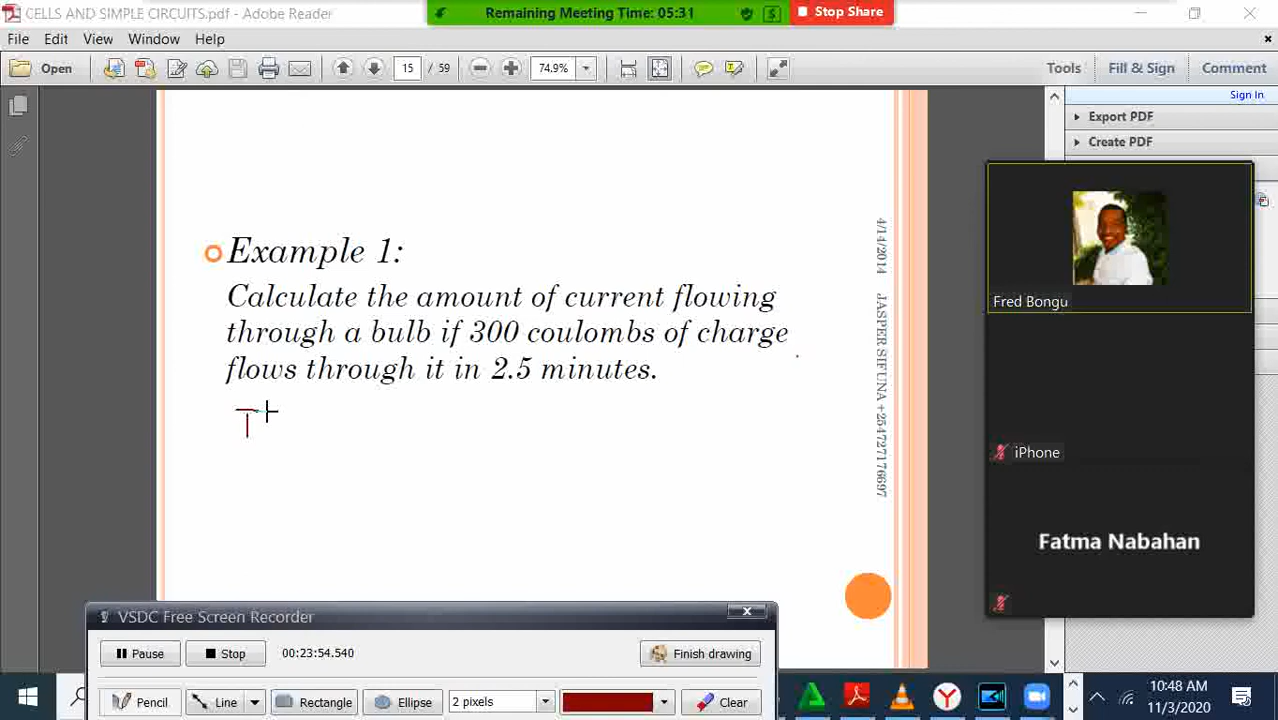 CELLS AND SIMPLE CIRCUITS.pdf - Adobe Reader
Remaining Meeting Time: 05:31
Stop Share
File Edit View Window Help
Open
15 / 59
74.9%
Tools
Fill & Sign
Comment
Sign In
Export PDF
Create PDF
Example 1:
Calculate the amount of current flowing
through a bulb if 300 coulombs of charge
flows through it in 2.5 minutes.
4/14/2014 JASPER SIFUNA +254727176697
Fred Bongu
iPhone
Fatma Nabahan
VSDC Free Screen Recorder
Pause
Stop
00:23:54.540
Finish drawing
Pencil
Line
Rectangle
Ellipse
2 pixels
Clear
10:48 AM
11/3/2020